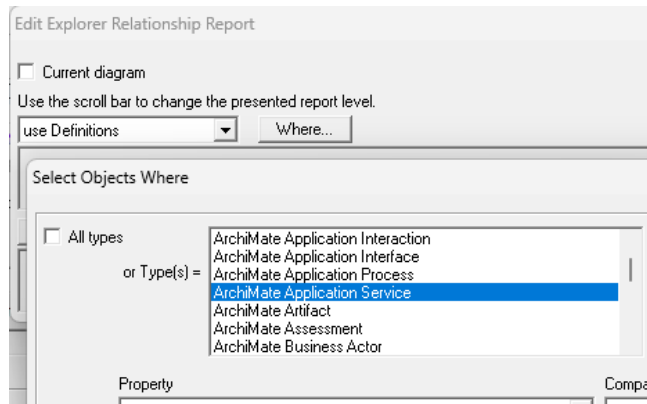 Edit Explorer Relationship Report
Current diagram
Use the scroll bar to change the presented report level.
use Definitions Where...
Select Objects Where
All types
or Type(s) =
ArchiMate Application Interaction
ArchiMate Application Interface
ArchiMate Application Process
ArchiMate Application Service
ArchiMate Artifact
ArchiMate Assessment
ArchiMate Business Actor
Property Compa